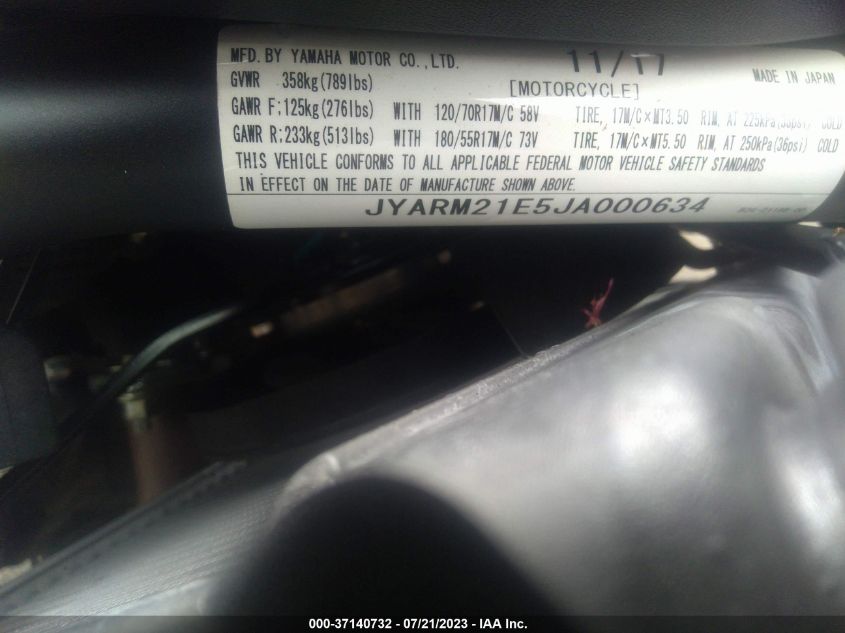 MFD. BY YAMAHA MOTOR CO.,LTD. 11/17
GVWR 358kg(789lbs) [MOTORCYCLE] MADE IN JAPAN
GAWR F:125kg(276lbs) WITH 120/70R17M/C 58V TIRE, 17M/C×MT3.50 RIM, AT 225kPa(33psi) COLD
GAWR R:233kg(513lbs) WITH 180/55R17M/C 73V TIRE, 17M/C×MT5.50 RIM, AT 250kPa(36psi) COLD
THIS VEHICLE CONFORMS TO ALL APPLICABLE FEDERAL MOTOR VEHICLE SAFETY STANDARDS
IN EFFECT ON THE DATE OF MANUFACTURE SHOWN ABOVE.
JYARM21E5JA000634
000-37140732 - 07/21/2023 - IAA Inc.